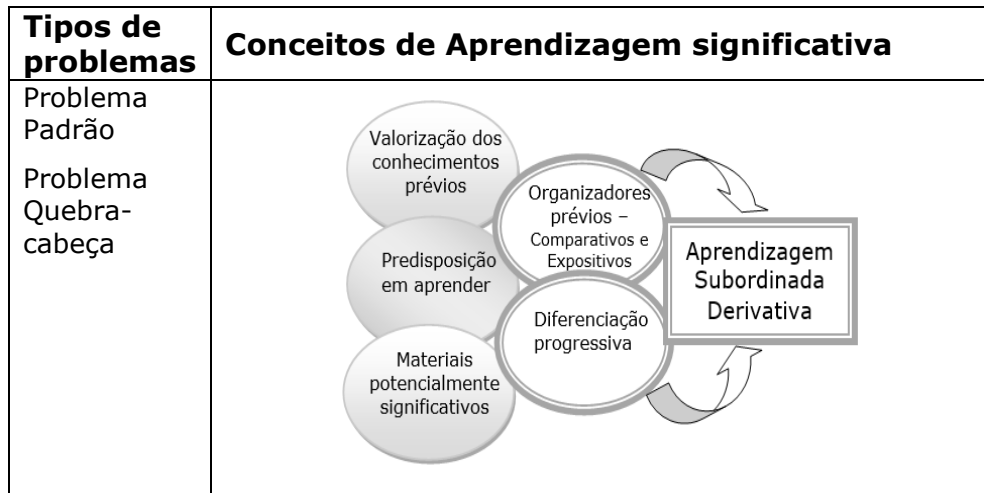 Tipos de
problemas
Conceitos de Aprendizagem significativa
Problema
Padrão
Problema
Quebra-
cabeça
Valorização dos
conhecimentos
prévios
Predisposição
em aprender
Materiais
potencialmente
significativos
Organizadores
prévios –
Comparativos e
Expositivos
Diferenciação
progressiva
Aprendizagem
Subordinada
Derivativa